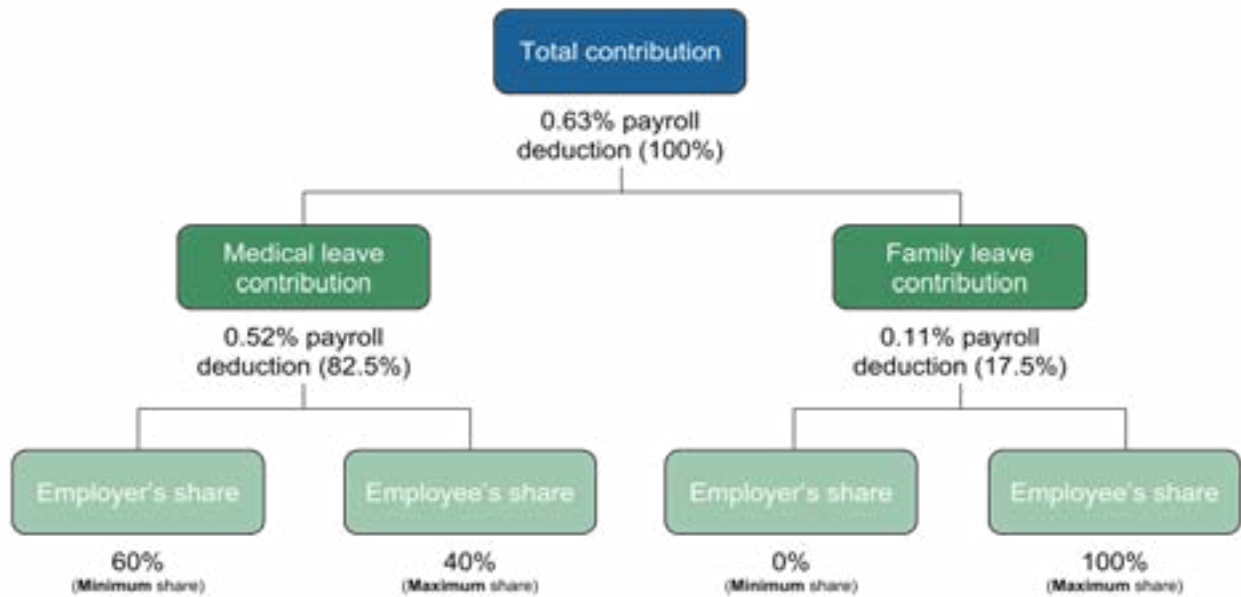 Total contribution
0.63% payroll
deduction (100%)
Medical leave
contribution
0.52% payroll
deduction (82.5%)
Family leave
contribution
0.11% payroll
deduction (17.5%)
Employer's share
60%
(Minimum share)
Employee's share
40%
(Maximum share)
Employer's share
0%
(Minimum share)
Employee's share
100%
(Maximum share)